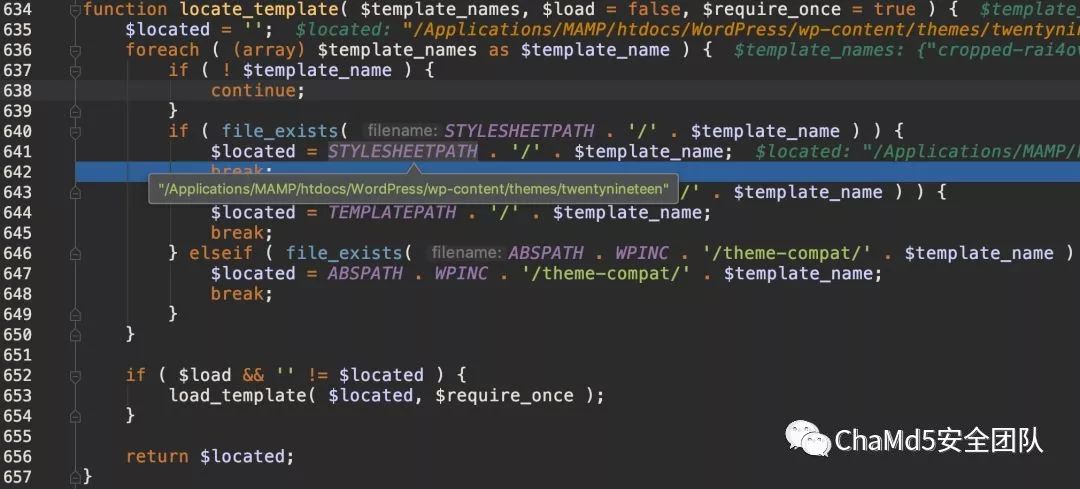 634 function locate_template( $template_names, $load = false, $require_once = true ) { $template_
635 $located = ''; $located: "/Applications/MAMP/htdocs/WordPress/wp-content/themes/twentynine
636 foreach ( (array) $template_names as $template_name ) { $template_names: {"cropped-rai4ov
637 if ( ! $template_name ) {
638 continue;
639 }
640 if ( file_exists( filename: STYLESHEETPATH . '/' . $template_name ) ) {
641 $located = STYLESHEETPATH . '/' . $template_name; $located: "/Applications/MAMP/h
642 break;
"/Applications/MAMP/htdocs/WordPress/wp-content/themes/twentynineteen"
643 /' . $template_name ) ) {
644 $located = TEMPLATEPATH . '/' . $template_name;
645 break;
646 } elseif ( file_exists( filename: ABSPATH . WPINC . '/theme-compat/' . $template_name )
647 $located = ABSPATH . WPINC . '/theme-compat/' . $template_name;
648 break;
649 }
650 }
651
652 if ( $load && '' != $located ) {
653 load_template( $located, $require_once );
654 }
655
656 return $located;
657 }
ChaMd5安全团队